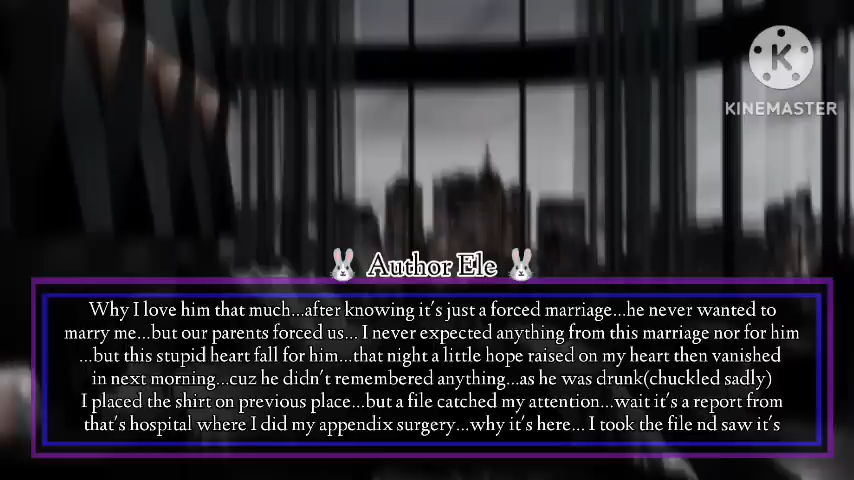 KINEMASTER
🐰 Author Ele 🐰
Why I love him that much...after knowing it's just a forced marriage...he never wanted to
marry me...but our parents forced us... I never expected anything from this marriage nor for him
...but this stupid heart fall for him...that night a little hope raised on my heart then vanished
in next morning...cuz he didn't remembered anything...as he was drunk(chuckled sadly)
I placed the shirt on previous place...but a file catched my attention...wait it's a report from
that's hospital where I did my appendix surgery...why it's here... I took the file nd saw it's